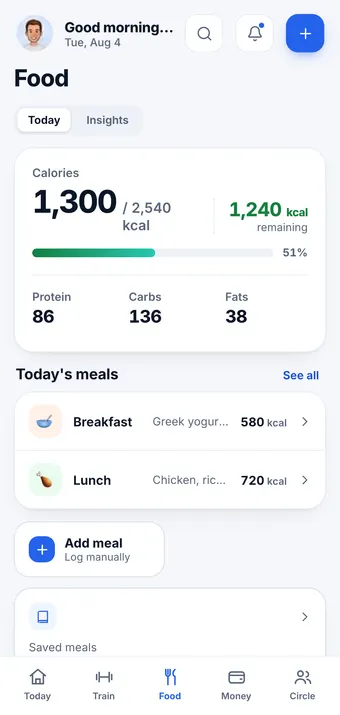 Good morning...
Tue, Aug 4
Food
Today
Insights
Calories
1,300 / 2,540 kcal
1,240 kcal
remaining
51%
Protein
86
Carbs
136
Fats
38
Today's meals
See all
Breakfast Greek yogur... 580 kcal
Lunch Chicken, ric... 720 kcal
Add meal
Log manually
Saved meals
Today
Train
Food
Money
Circle